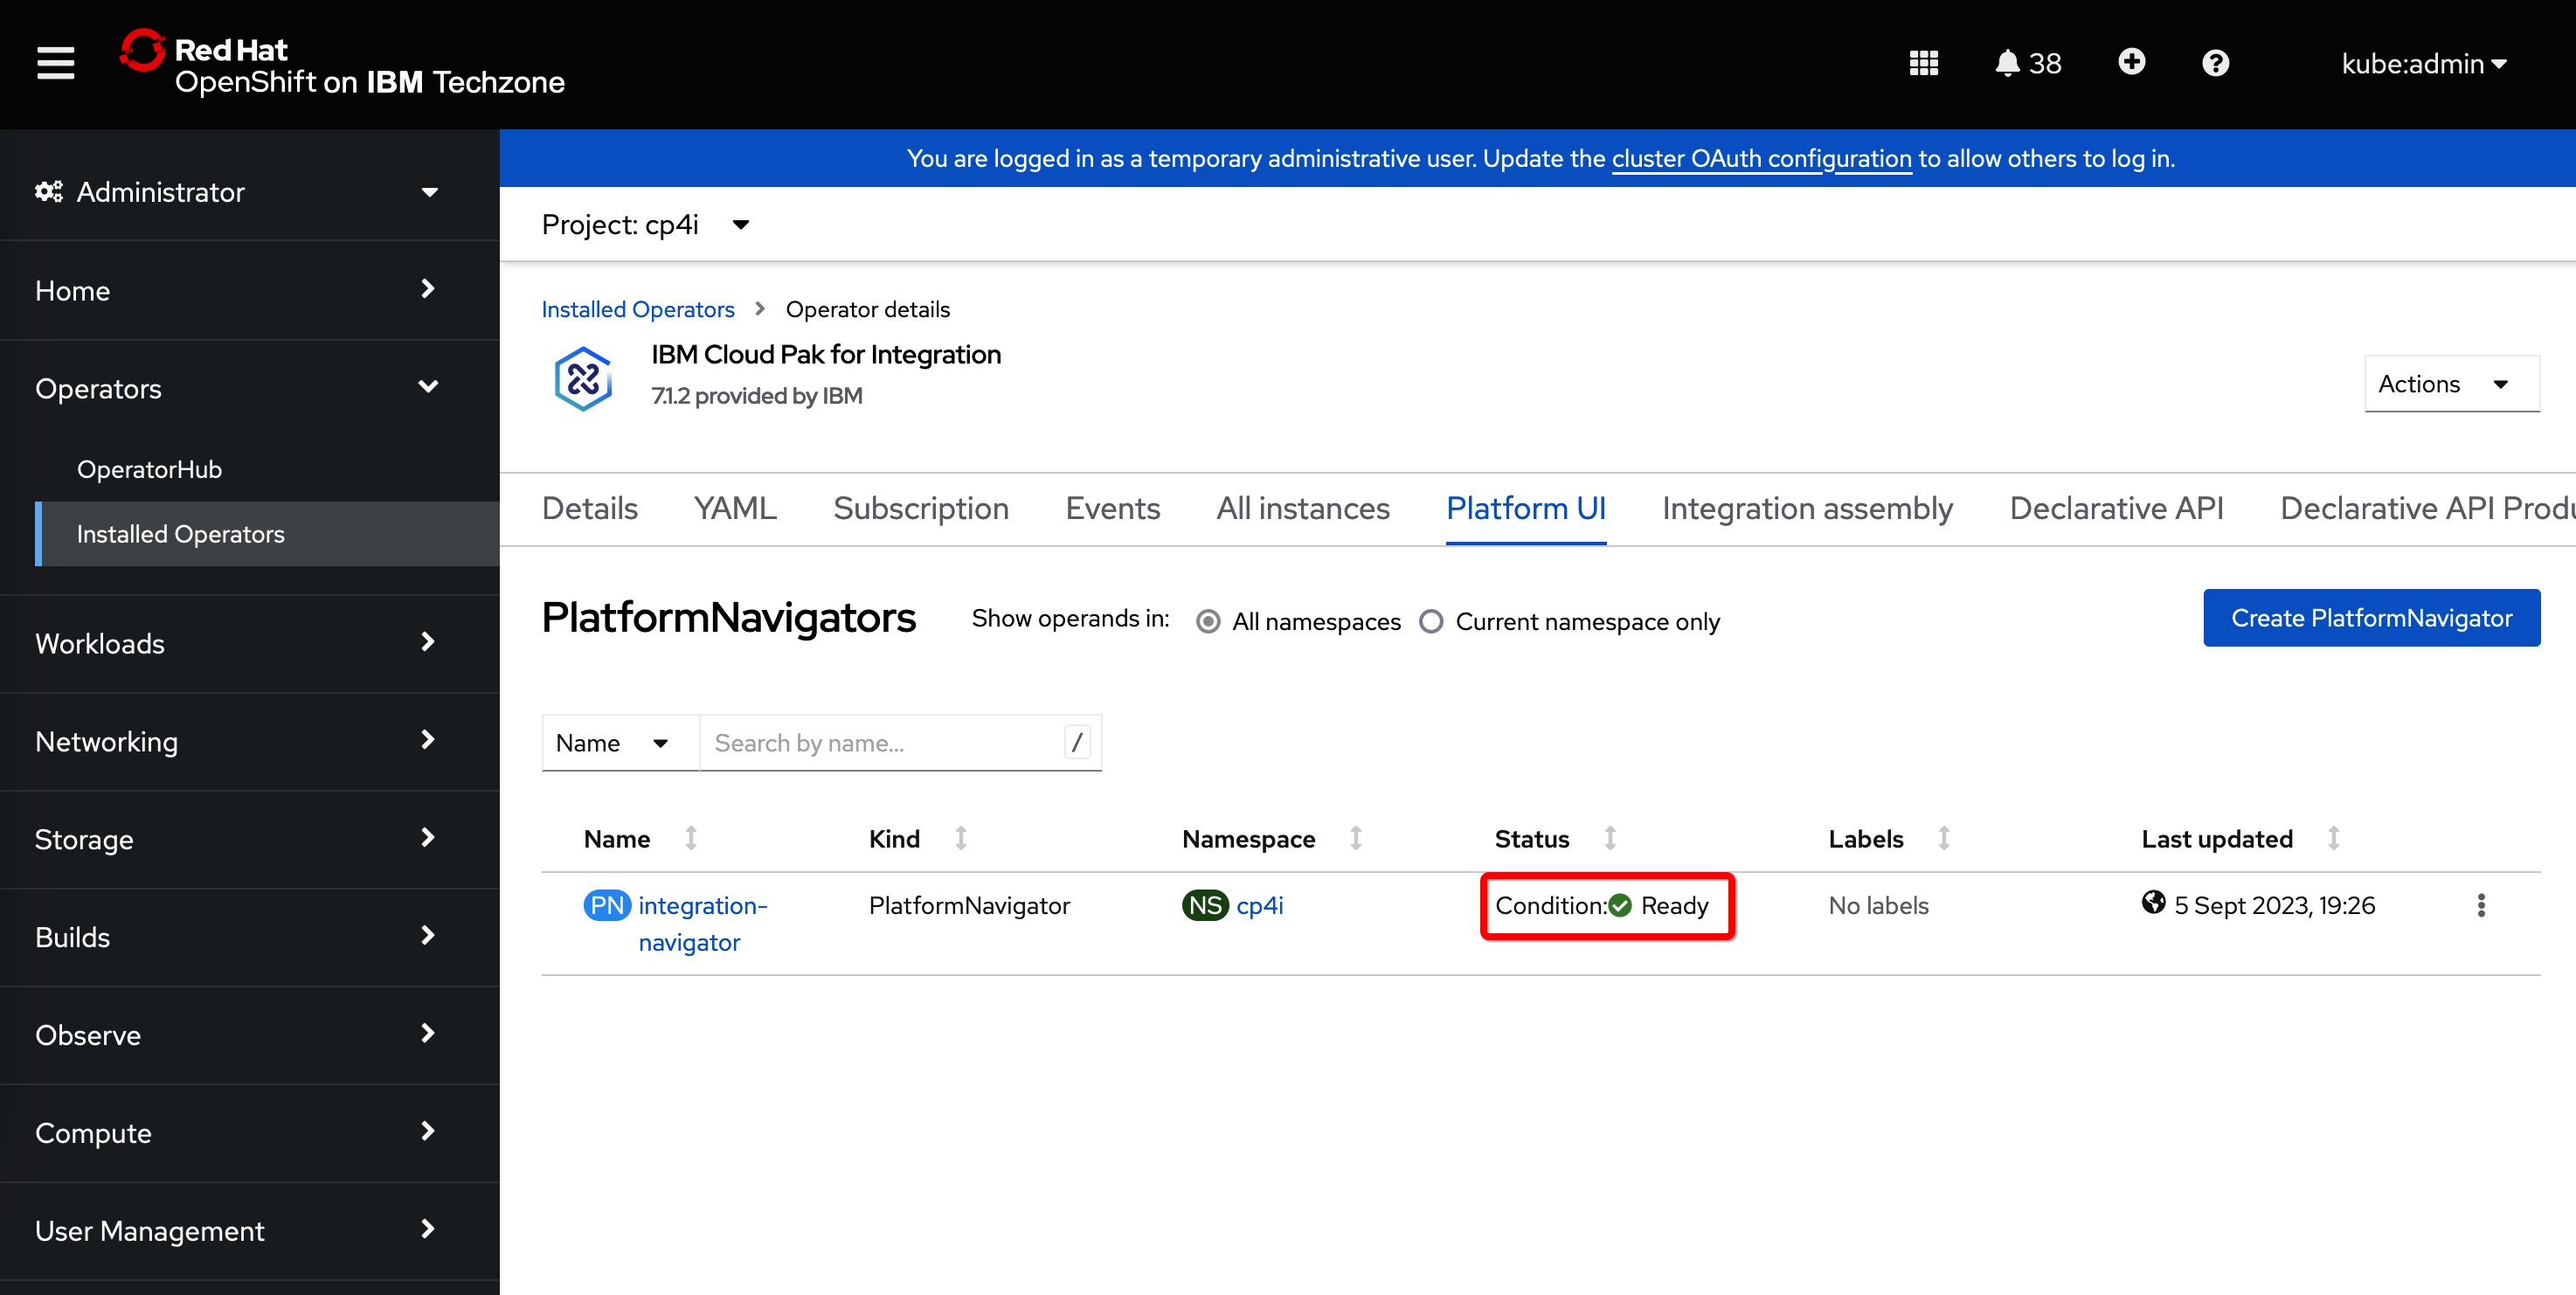 Red Hat
OpenShift on IBM Techzone
38
kube:admin
Administrator
Home
Operators
OperatorHub
Installed Operators
Workloads
Networking
Storage
Builds
Observe
Compute
User Management
You are logged in as a temporary administrative user. Update the cluster OAuth configuration to allow others to log in.
Project: cp4i
Installed Operators > Operator details
IBM Cloud Pak for Integration
7.1.2 provided by IBM
Actions
Details YAML Subscription Events All instances Platform UI Integration assembly Declarative API Declarative API Produ
PlatformNavigators Show operands in: All namespaces Current namespace only Create PlatformNavigator
Name Search by name... /
Name Kind Namespace Status Labels Last updated
PN integration- PlatformNavigator NS cp4i Condition: Ready No labels 5 Sept 2023, 19:26
navigator